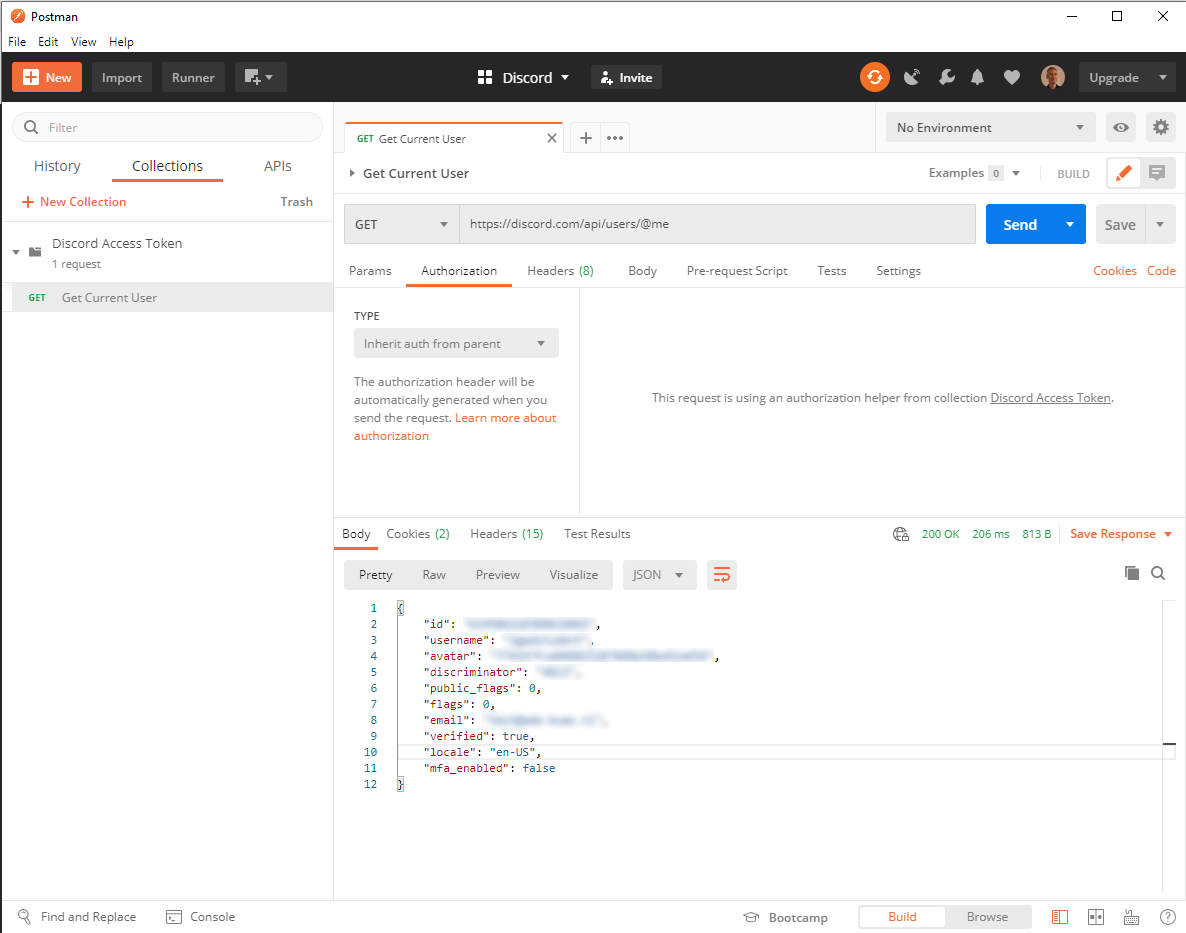 Postman
File Edit View Help
New Import Runner Discord Invite Upgrade
Filter
History Collections APIs
New Collection Trash
Discord Access Token
1 request
GET Get Current User
GET Get Current User
No Environment
Get Current User
Examples 0 BUILD
GET https://discord.com/api/users/@me Send Save
Params Authorization Headers (8) Body Pre-request Script Tests Settings Cookies Code
TYPE
Inherit auth from parent
The authorization header will be
automatically generated when you
send the request. Learn more about
authorization
This request is using an authorization helper from collection Discord Access Token.
Body Cookies (2) Headers (15) Test Results 200 OK 206 ms 813 B Save Response
Pretty Raw Preview Visualize JSON
1 {
2 "id": ,
3 "username": ,
4 "avatar": ,
5 "discriminator": ,
6 "public_flags": 0,
7 "flags": 0,
8 "email": ,
9 "verified": true,
10 "locale": "en-US",
11 "mfa_enabled": false
12 }
Find and Replace Console Bootcamp Build Browse